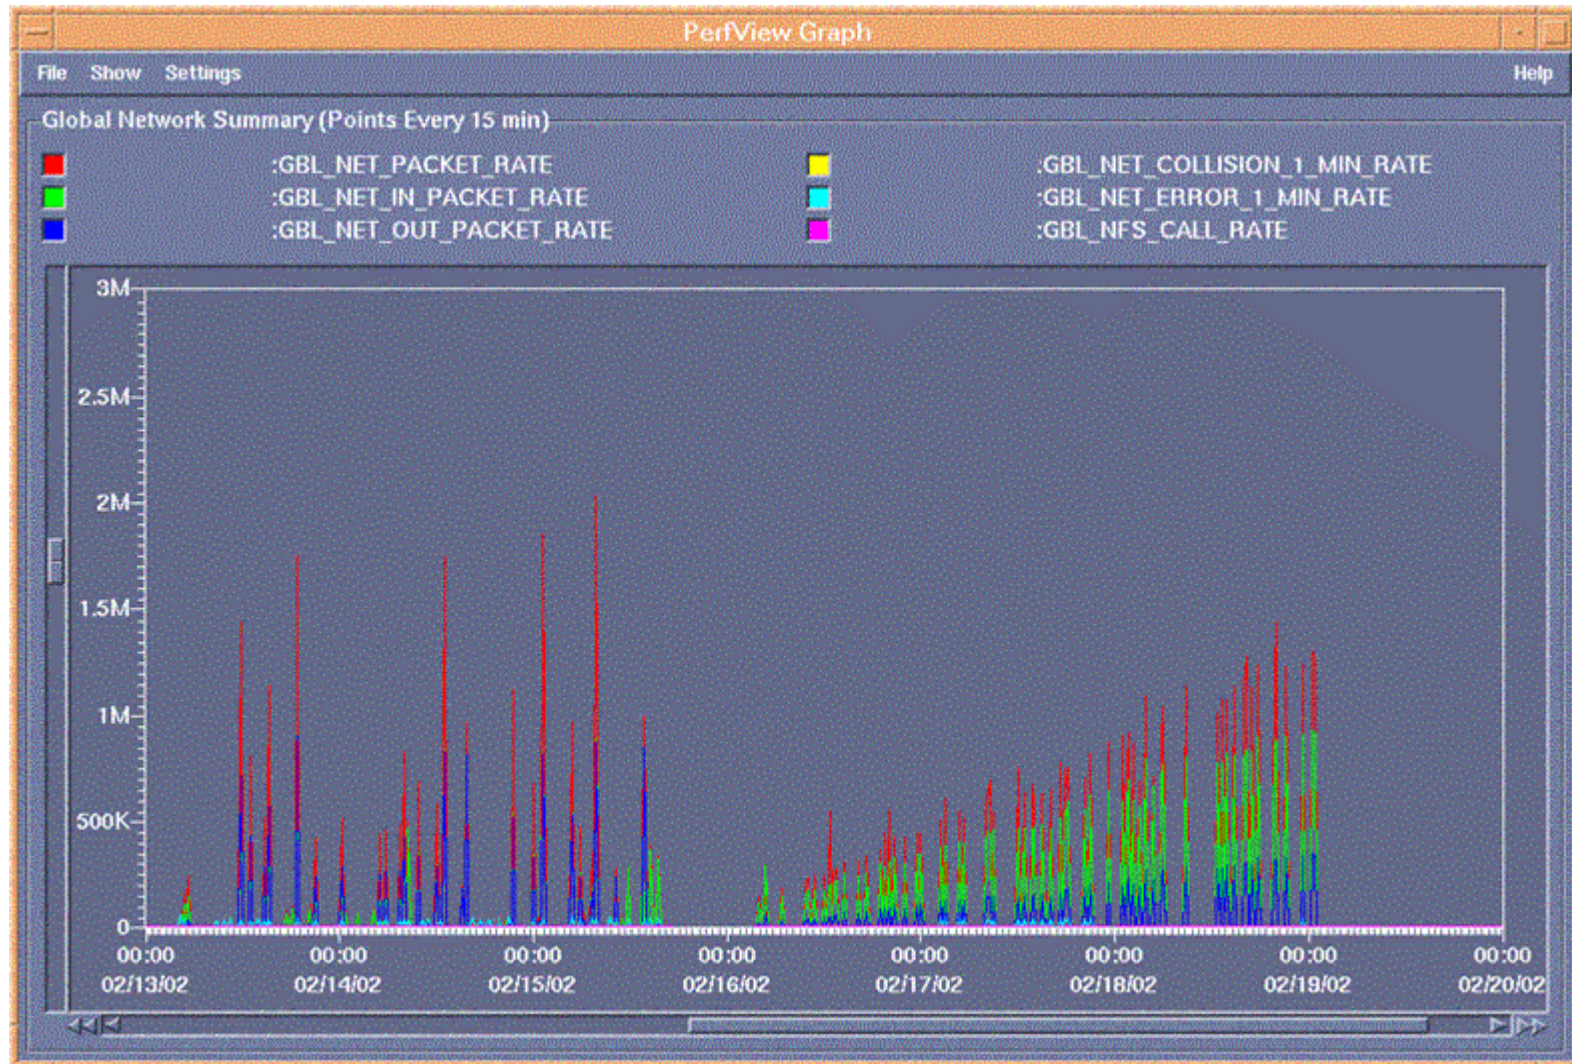 PerfView Graph
File Show Settings Help
Global Network Summary (Points Every 15 min)
:GBL_NET_PACKET_RATE :GBL_NET_COLLISION_1_MIN_RATE
:GBL_NET_IN_PACKET_RATE :GBL_NET_ERROR_1_MIN_RATE
:GBL_NET_OUT_PACKET_RATE :GBL_NFS_CALL_RATE
3M
2.5M
2M
1.5M
1M
500K
0
00:00 00:00 00:00 00:00 00:00 00:00 00:00 00:00
02/13/02 02/14/02 02/15/02 02/16/02 02/17/02 02/18/02 02/19/02 02/20/02